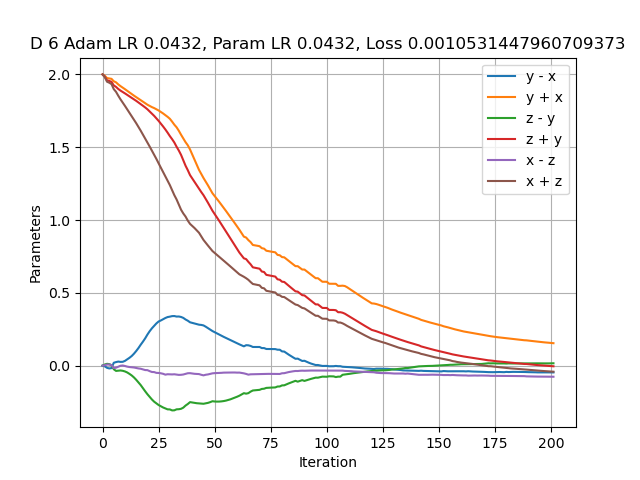 D 6 Adam LR 0.0432, Param LR 0.0432, Loss 0.0010531447960709373
2.0
1.5
1.0
0.5
0.0
Parameters
y - x
y + x
z - y
z + y
x - z
x + z
0 25 50 75 100 125 150 175 200
Iteration